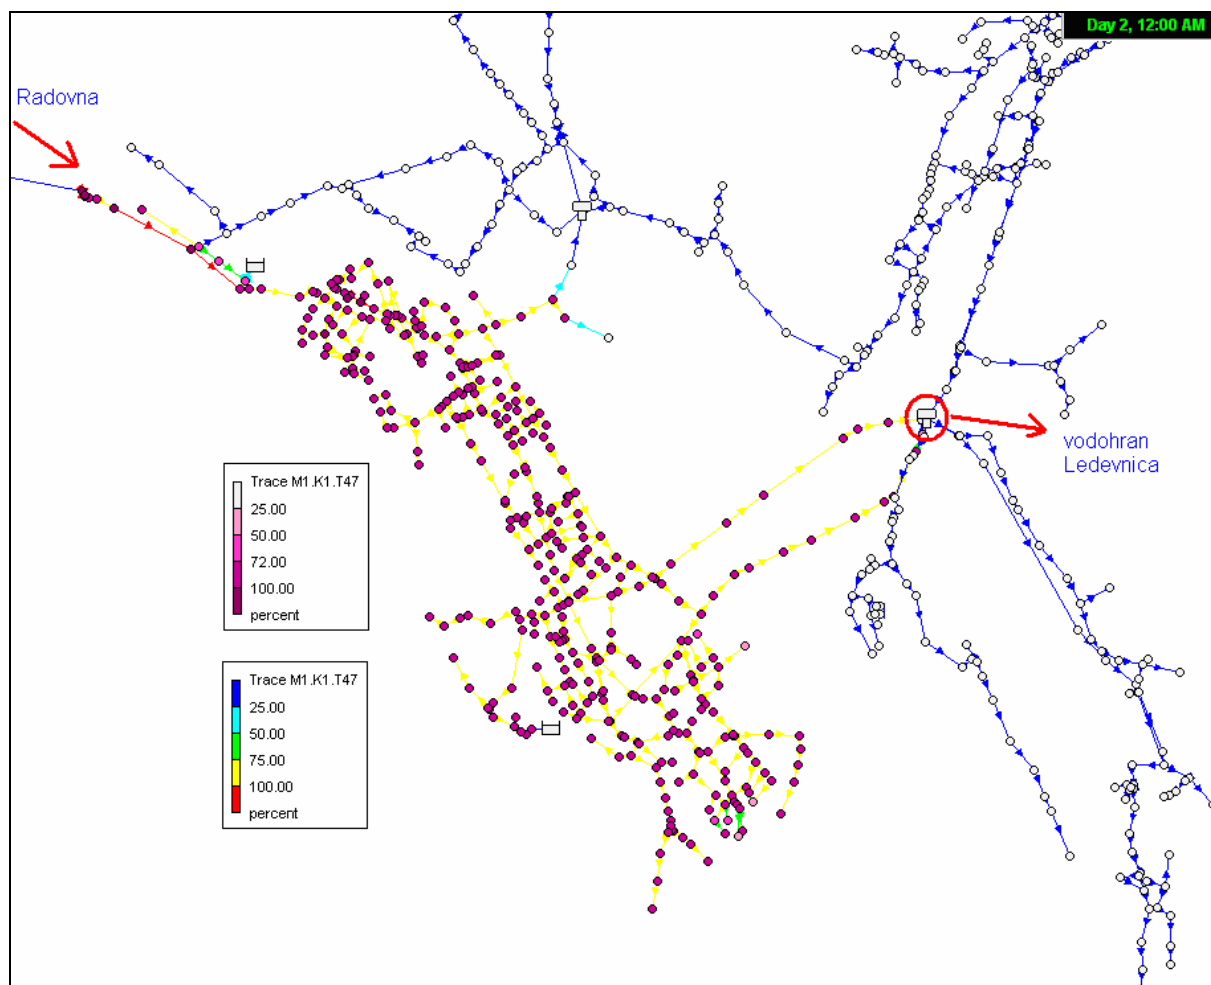 Day 2, 12:00 AM
Radovna
vodohran
Ledevnica
Trace M1.K1.T47
25.00
50.00
72.00
100.00
percent
Trace M1.K1.T47
25.00
50.00
75.00
100.00
percent